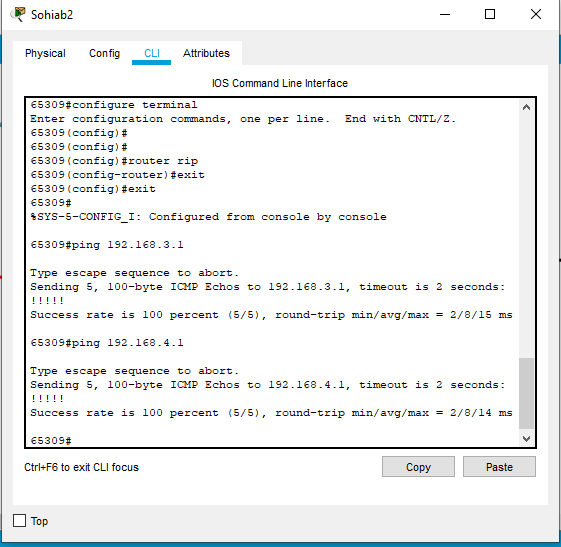 Sohiab2
Physical Config CLI Attributes
IOS Command Line Interface
65309#configure terminal
Enter configuration commands, one per line.  End with CNTL/Z.
65309(config)#
65309(config)#
65309(config)#router rip
65309(config-router)#exit
65309(config)#exit
65309#
%SYS-5-CONFIG_I: Configured from console by console
65309#ping 192.168.3.1
Type escape sequence to abort.
Sending 5, 100-byte ICMP Echos to 192.168.3.1, timeout is 2 seconds:
!!!!!
Success rate is 100 percent (5/5), round-trip min/avg/max = 2/8/15 ms
65309#ping 192.168.4.1
Type escape sequence to abort.
Sending 5, 100-byte ICMP Echos to 192.168.4.1, timeout is 2 seconds:
!!!!!
Success rate is 100 percent (5/5), round-trip min/avg/max = 2/8/14 ms
65309#
Ctrl+F6 to exit CLI focus Copy Paste
Top